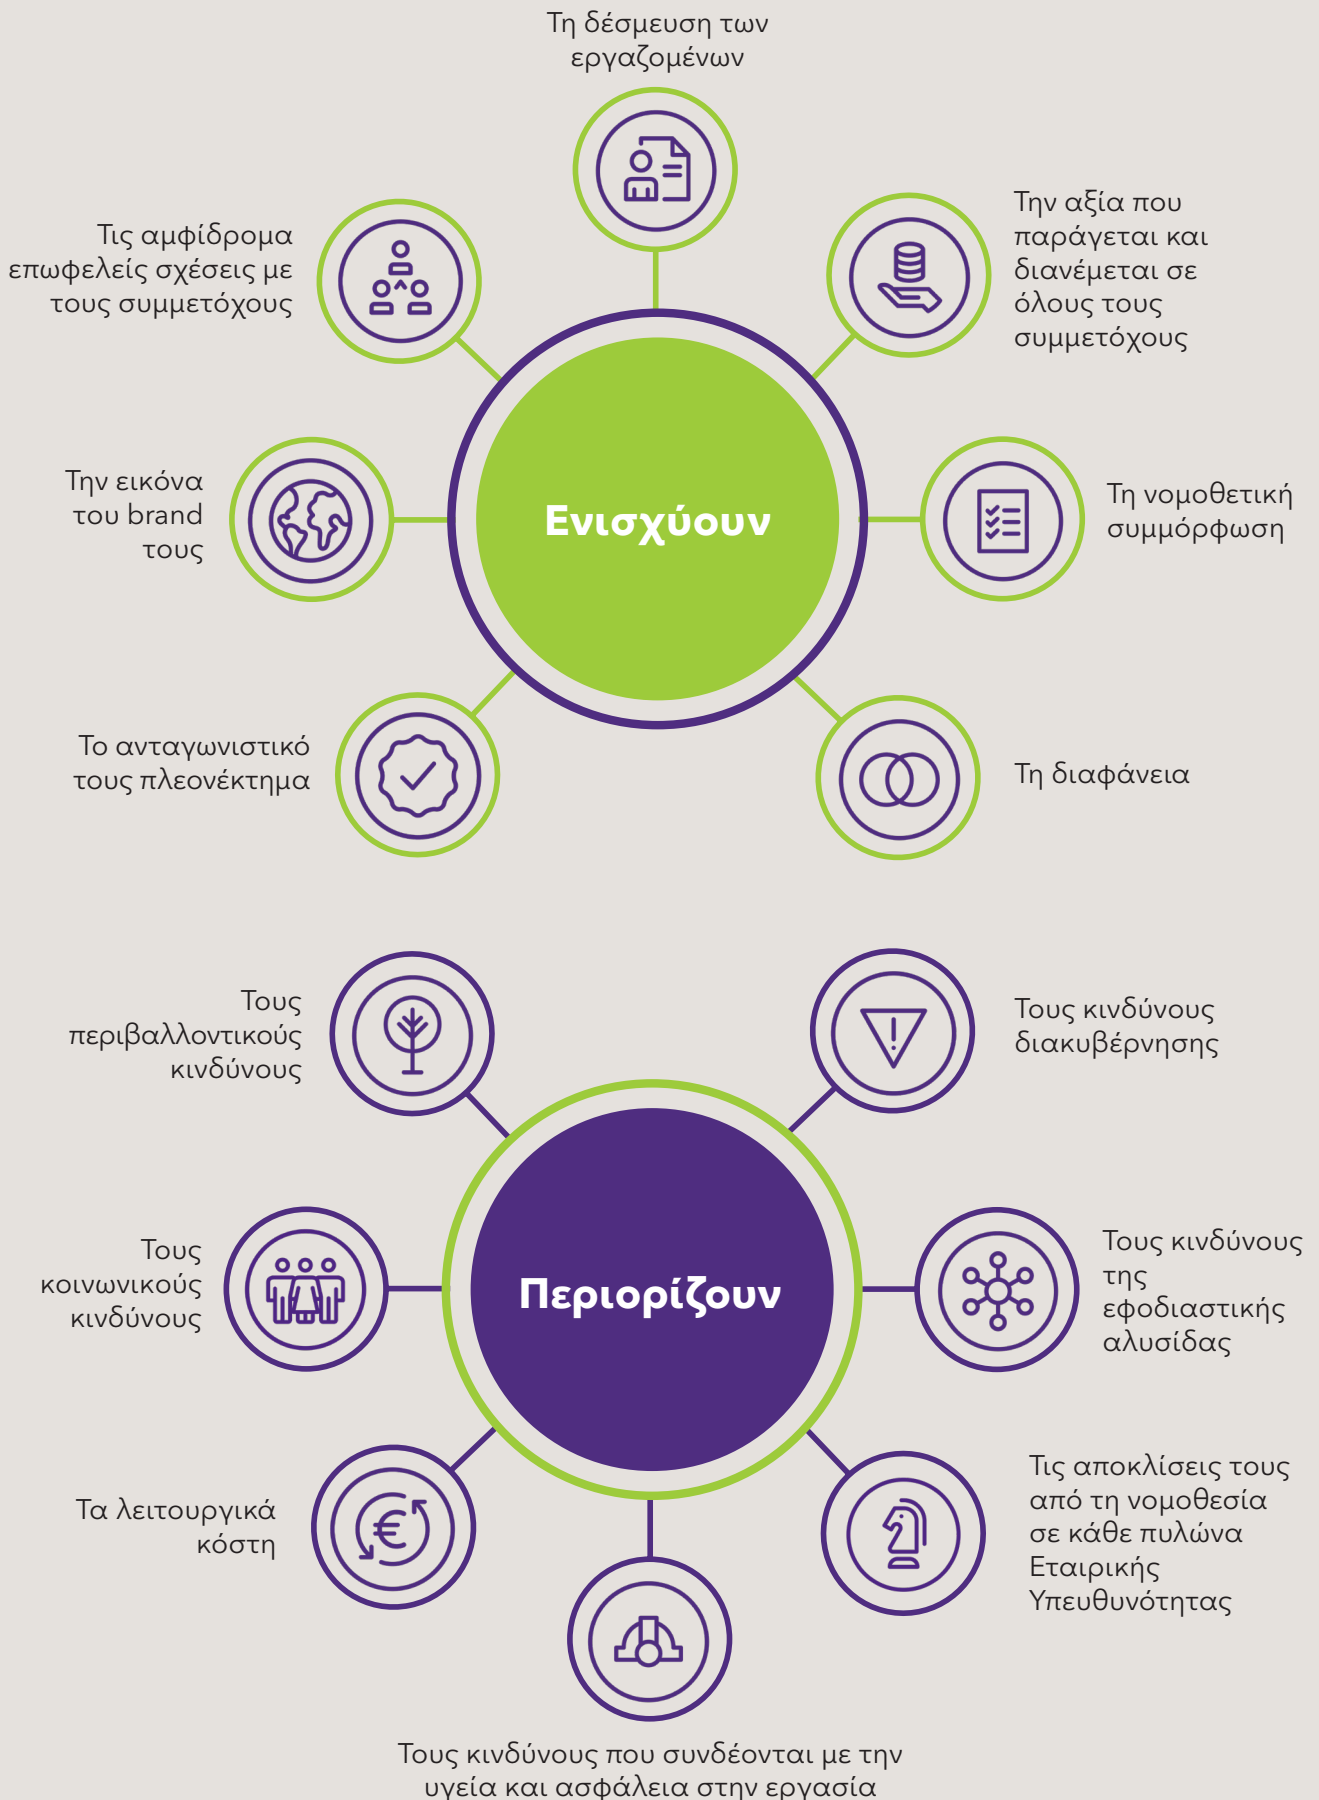 Τη δέσμευση των
εργαζομένων
Τις αμφίδρομα
επωφελείς σχέσεις με
τους συμμετόχους
Την αξία που
παράγεται και
διανέμεται σε
όλους τους
συμμετόχους
Την εικόνα
του brand
τους
Ενισχύουν
Τη νομοθετική
συμμόρφωση
Το ανταγωνιστικό
τους πλεονέκτημα
Τη διαφάνεια
Τους
περιβαλλοντικούς
κινδύνους
Τους κινδύνους
διακυβέρνησης
Τους
κοινωνικούς
κινδύνους
Περιορίζουν
Τους κινδύνους
της
εφοδιαστικής
αλυσίδας
Τα λειτουργικά
κόστη
Τις αποκλίσεις τους
από τη νομοθεσία
σε κάθε πυλώνα
Εταιρικής
Υπευθυνότητας
Τους κινδύνους που συνδέονται με την
υγεία και ασφάλεια στην εργασία